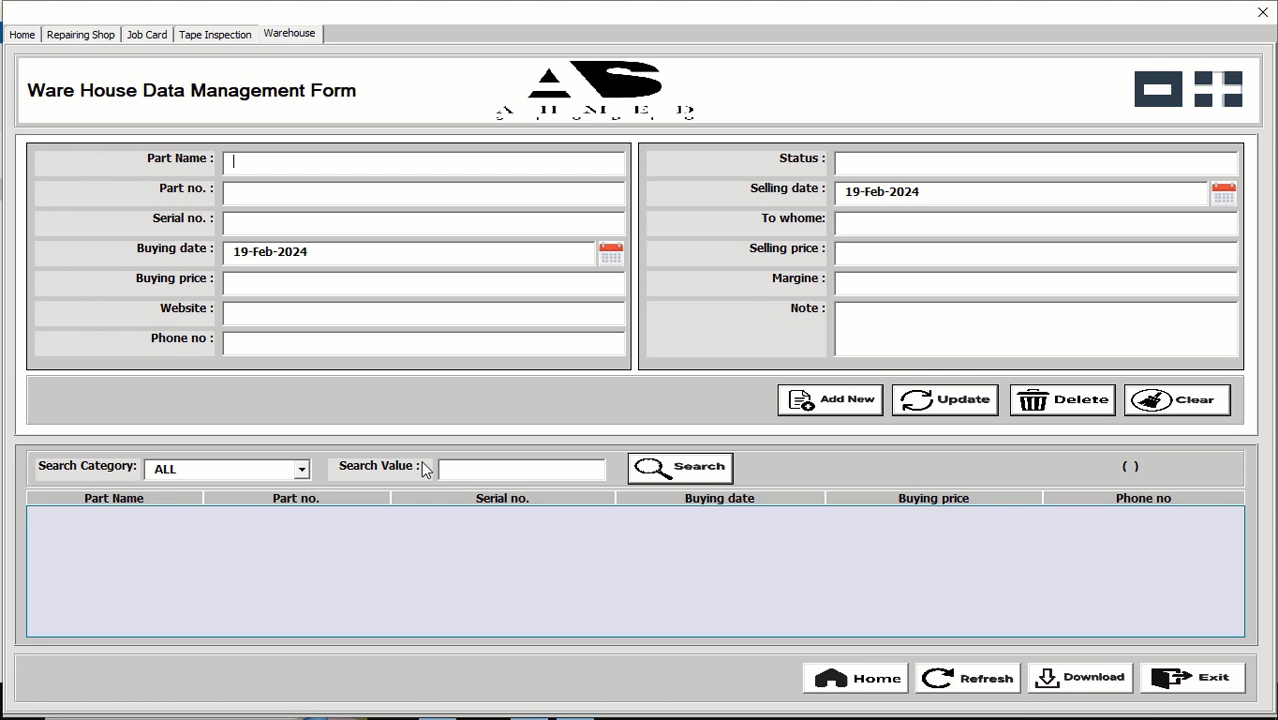 Home Repairing Shop Job Card Tape Inspection Warehouse
Ware House Data Management Form
AS
AHMED
Part Name :
Part no. :
Serial no. :
Buying date : 19-Feb-2024
Buying price :
Website :
Phone no :
Status :
Selling date : 19-Feb-2024
To whome:
Selling price :
Margine :
Note :
Add New Update Delete Clear
Search Category: ALL Search Value : Search ( )
Part Name Part no. Serial no. Buying date Buying price Phone no
Home Refresh Download Exit